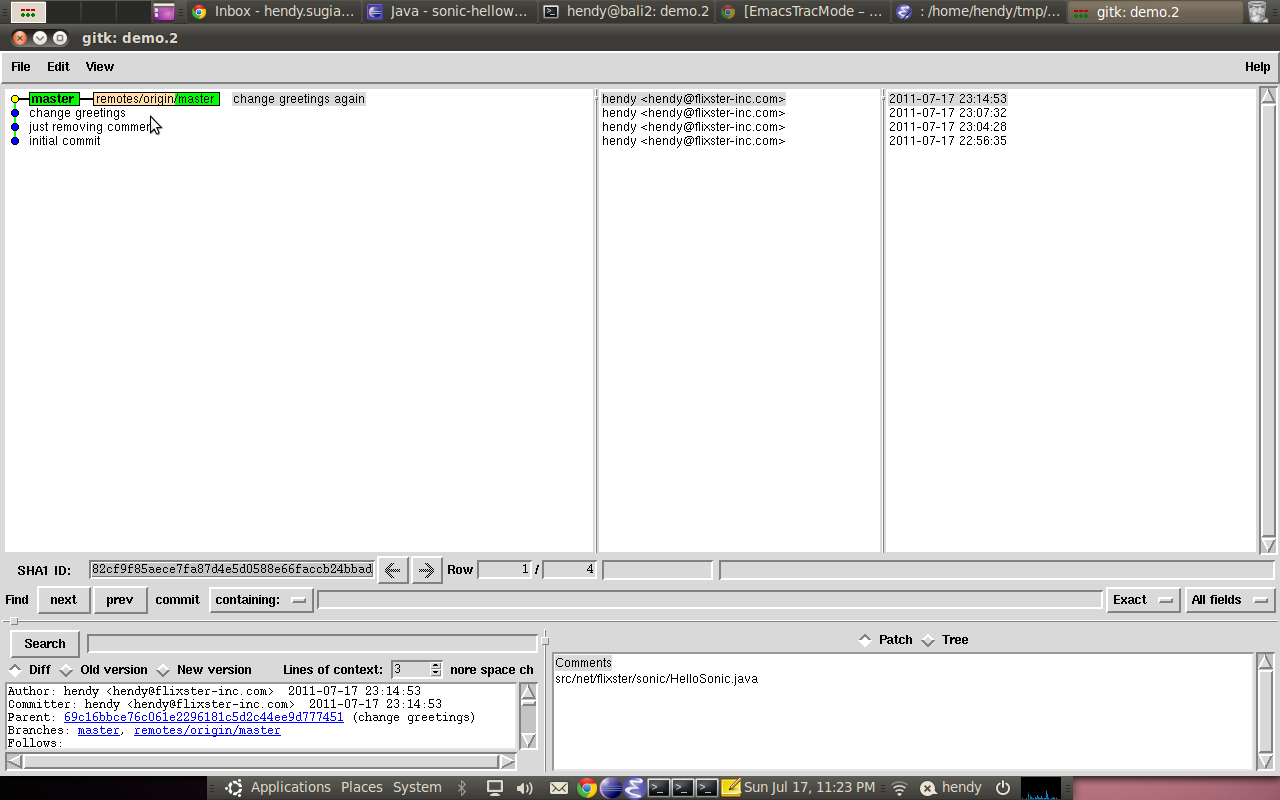 Inbox - hendy.sugia... Java - sonic-hellow... hendy@bali2: demo.2 [EmacsTracMode – ... : /home/hendy/tmp/... gitk: demo.2
gitk: demo.2
File Edit View Help
master remotes/origin/master change greetings again hendy <hendy@flixster-inc.com> 2011-07-17 23:14:53
change greetings hendy <hendy@flixster-inc.com> 2011-07-17 23:07:32
just removing commen hendy <hendy@flixster-inc.com> 2011-07-17 23:04:28
initial commit hendy <hendy@flixster-inc.com> 2011-07-17 22:56:35
SHA1 ID: 82cf9f85aece7fa87d4e5d0588e66faccb24bbad Row 1 / 4
Find next prev commit containing: Exact All fields
Search Patch Tree
Diff Old version New version Lines of context: 3 nore space ch
Comments
src/net/flixster/sonic/HelloSonic.java
Author: hendy <hendy@flixster-inc.com> 2011-07-17 23:14:53
Committer: hendy <hendy@flixster-inc.com> 2011-07-17 23:14:53
Parent: 69c16bbce76c061e2296181c5d2c44ee9d777451 (change greetings)
Branches: master, remotes/origin/master
Follows:
Applications Places System Sun Jul 17, 11:23 PM hendy